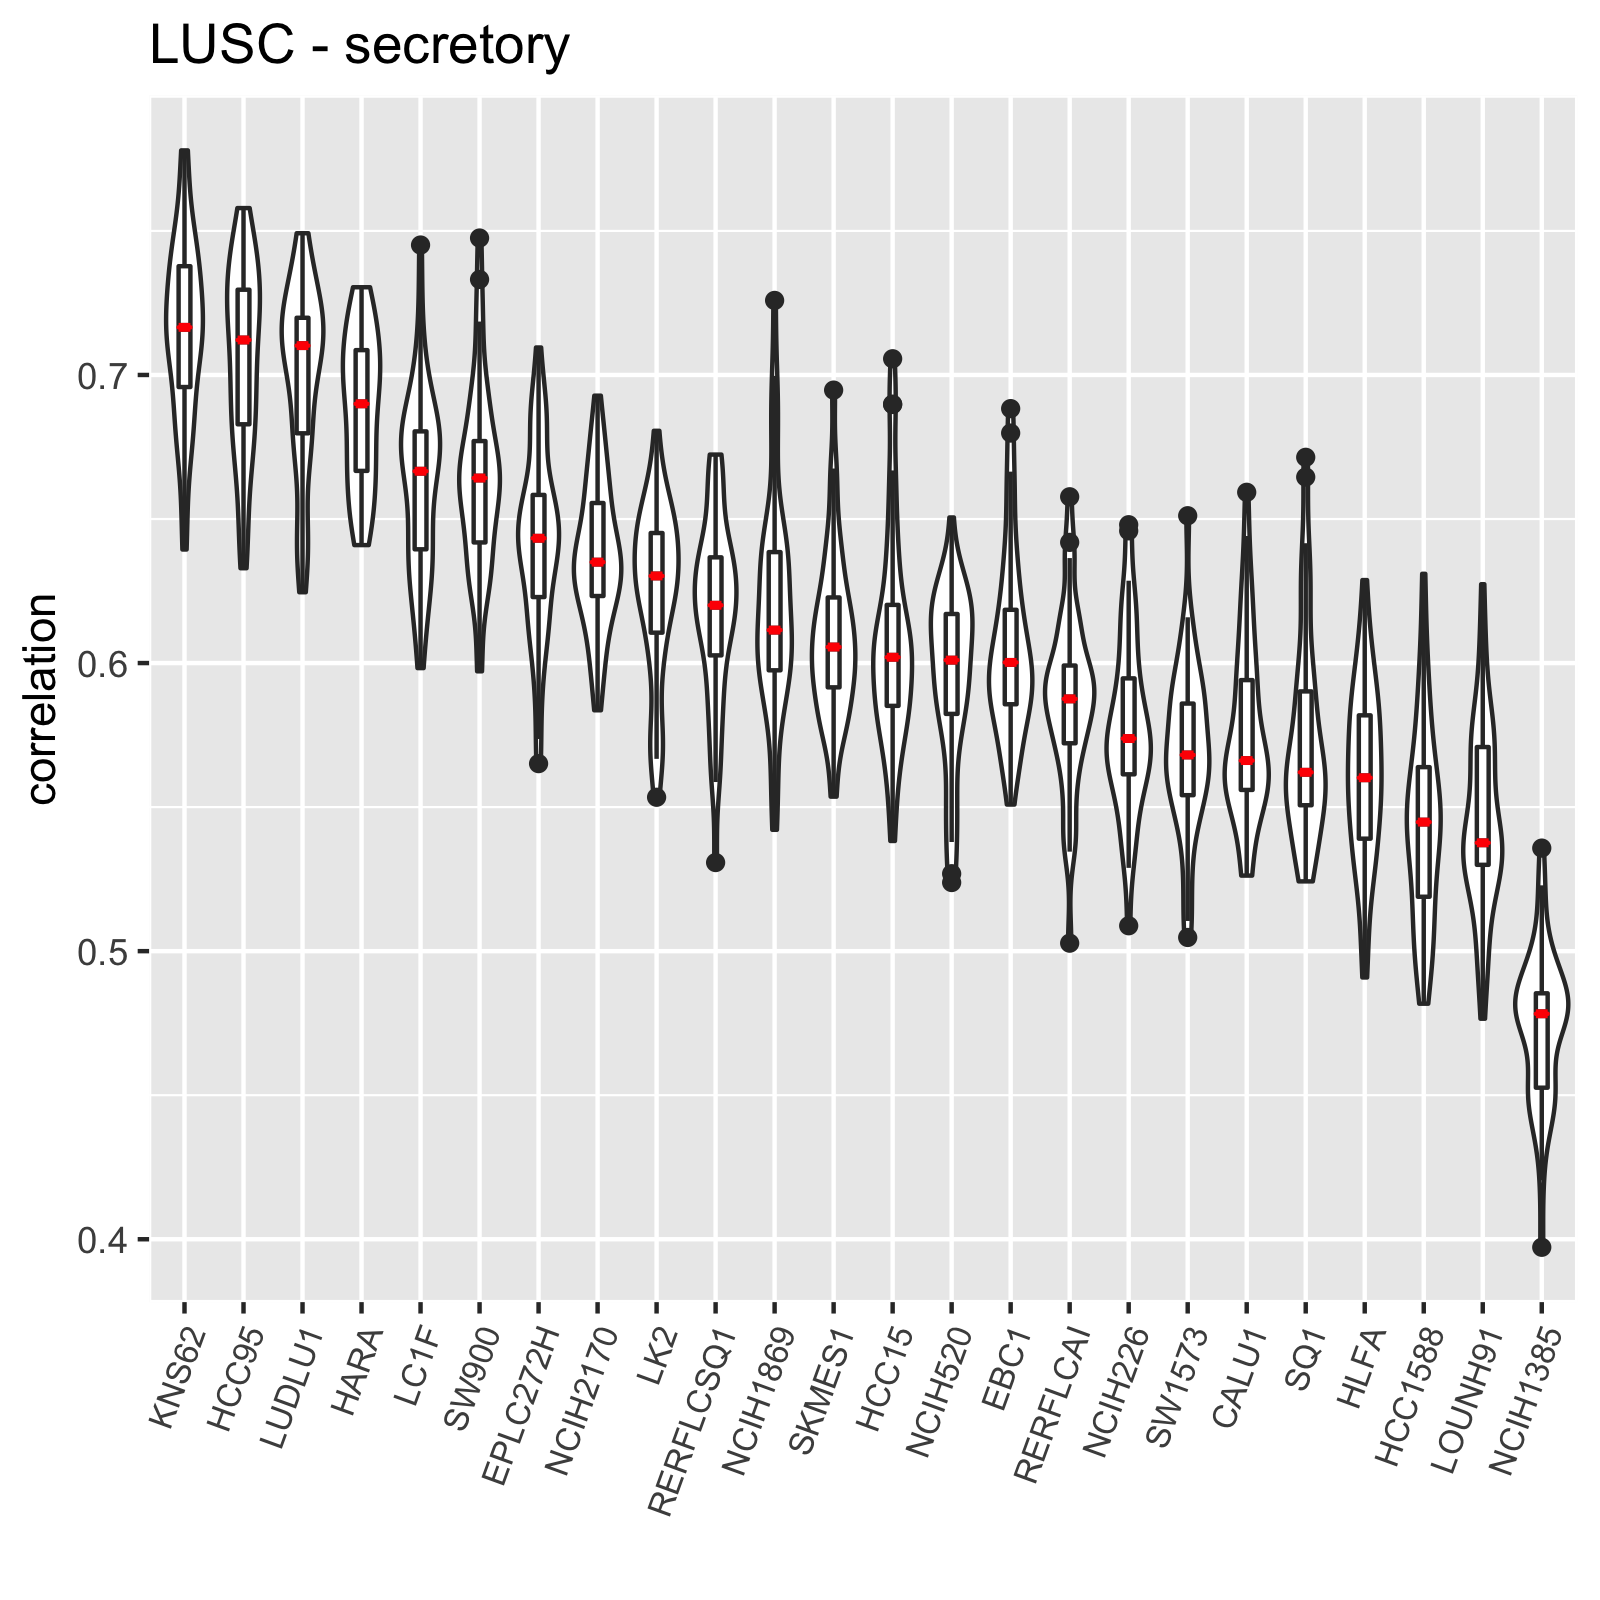 LUSC - secretory
correlation
0.7
0.6
0.5
0.4
KNS62
HCC95
LUDLU1
HARA
LC1F
SW900
EPLC272H
NCIH2170
LK2
RERFLCSQ1
NCIH1869
SKMES1
HCC15
NCIH520
EBC1
RERFLCAI
NCIH226
SW1573
CALU1
SQ1
HLFA
HCC1588
LOUNH91
NCIH1385